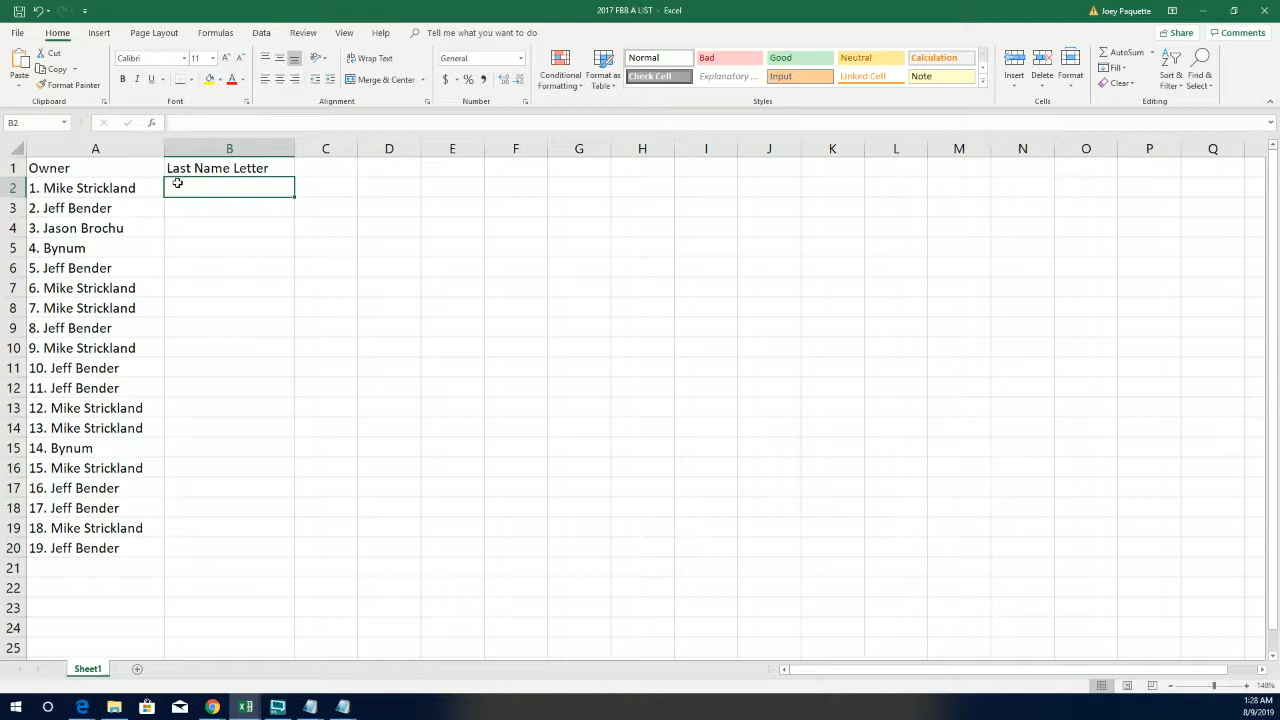 2017 FBB A LIST - Excel
Joey Paquette
File Home Insert Page Layout Formulas Data Review View Help Tell me what you want to do
Share Comments
Paste
Cut
Copy
Format Painter
Clipboard
Calibri 11
B I U
Font
Wrap Text
Merge & Center
Alignment
General
$ % 9
Number
Conditional Formatting
Format as Table
Normal Bad Good Neutral Calculation
Check Cell Explanatory ... Input Linked Cell Note
Styles
Insert Delete Format
Cells
AutoSum
Fill
Clear
Sort & Filter
Find & Select
Editing
B2 fx
A B C D E F G H I J K L M N O P Q
1 Owner Last Name Letter
2 1. Mike Strickland
3 2. Jeff Bender
4 3. Jason Brochu
5 4. Bynum
6 5. Jeff Bender
7 6. Mike Strickland
8 7. Mike Strickland
9 8. Jeff Bender
10 9. Mike Strickland
11 10. Jeff Bender
12 11. Jeff Bender
13 12. Mike Strickland
14 13. Mike Strickland
15 14. Bynum
16 15. Mike Strickland
17 16. Jeff Bender
18 17. Jeff Bender
19 18. Mike Strickland
20 19. Jeff Bender
21
22
23
24
25
Sheet1
148%
1:28 AM
8/9/2019